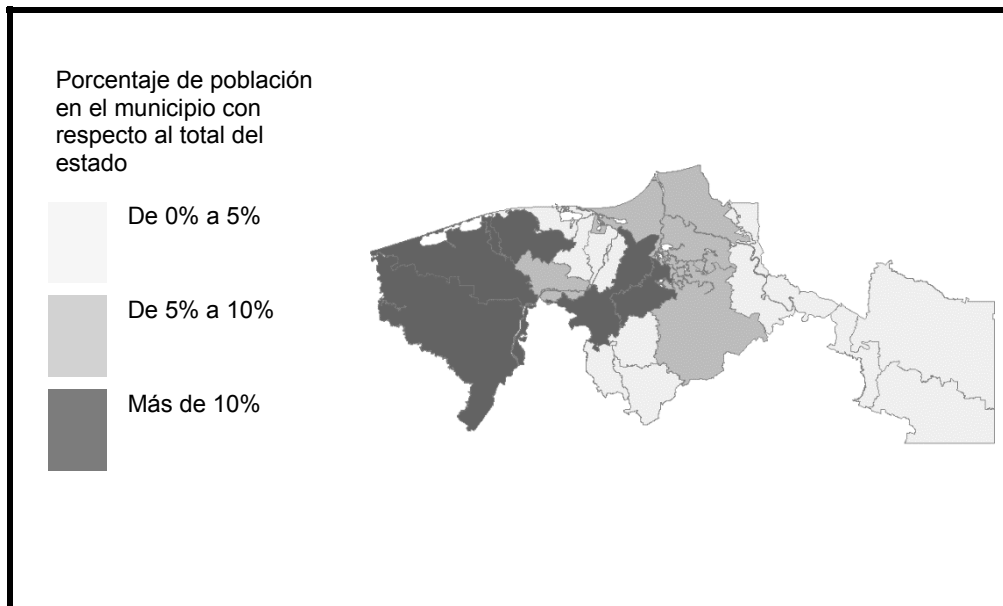 Porcentaje de población
en el municipio con
respecto al total del
estado
De 0% a 5%
De 5% a 10%
Más de 10%